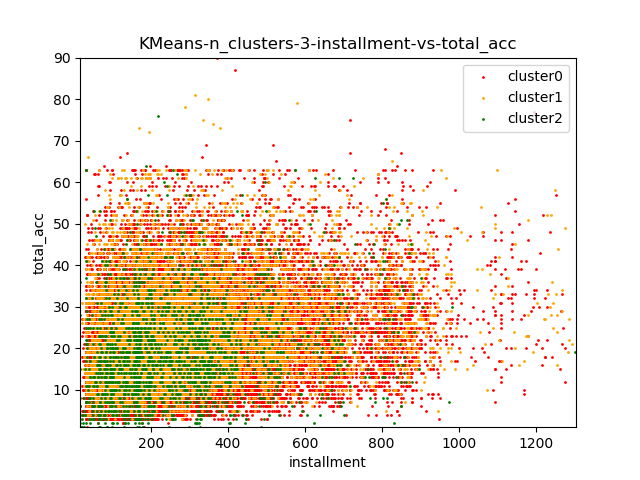 KMeans-n_clusters-3-installment-vs-total_acc
cluster0
cluster1
cluster2
90
80
70
60
50
40
30
20
10
total_acc
200 400 600 800 1000 1200
installment